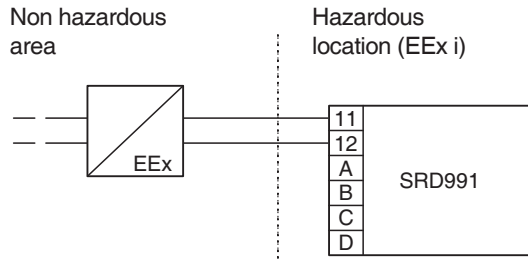 Non hazardous
area
Hazardous
location (EEx i)
EEx
11
12
A
B
C
D
SRD991